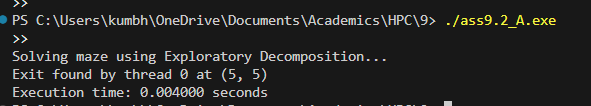 >>
PS C:\Users\kumbh\OneDrive\Documents\Academics\HPC\9> ./ass9.2_A.exe
>>
Solving maze using Exploratory Decomposition...
Exit found by thread 0 at (5, 5)
Execution time: 0.004000 seconds